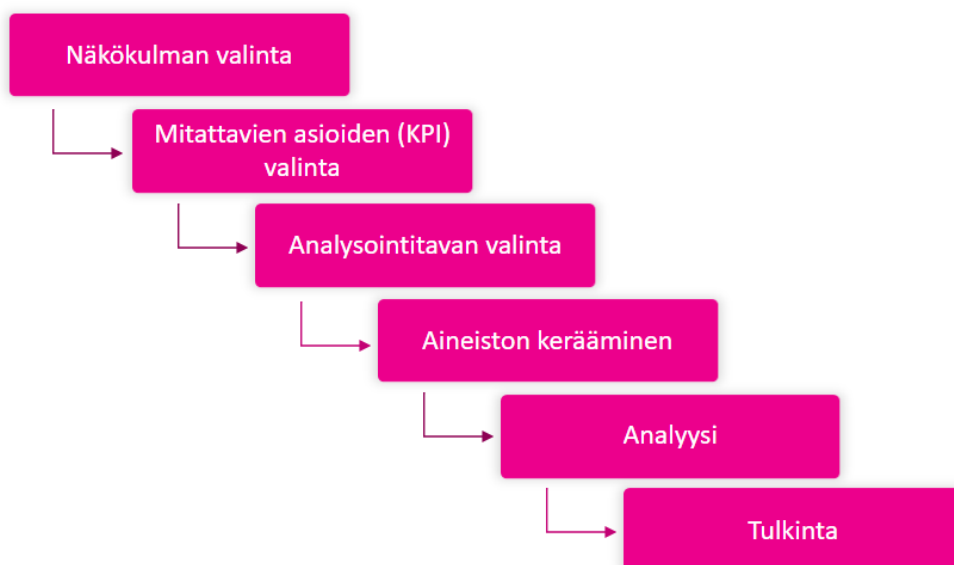 Näkökulman valinta
Mitattavien asioiden (KPI)
valinta
Analysointitavan valinta
Aineiston kerääminen
Analyysi
Tulkinta